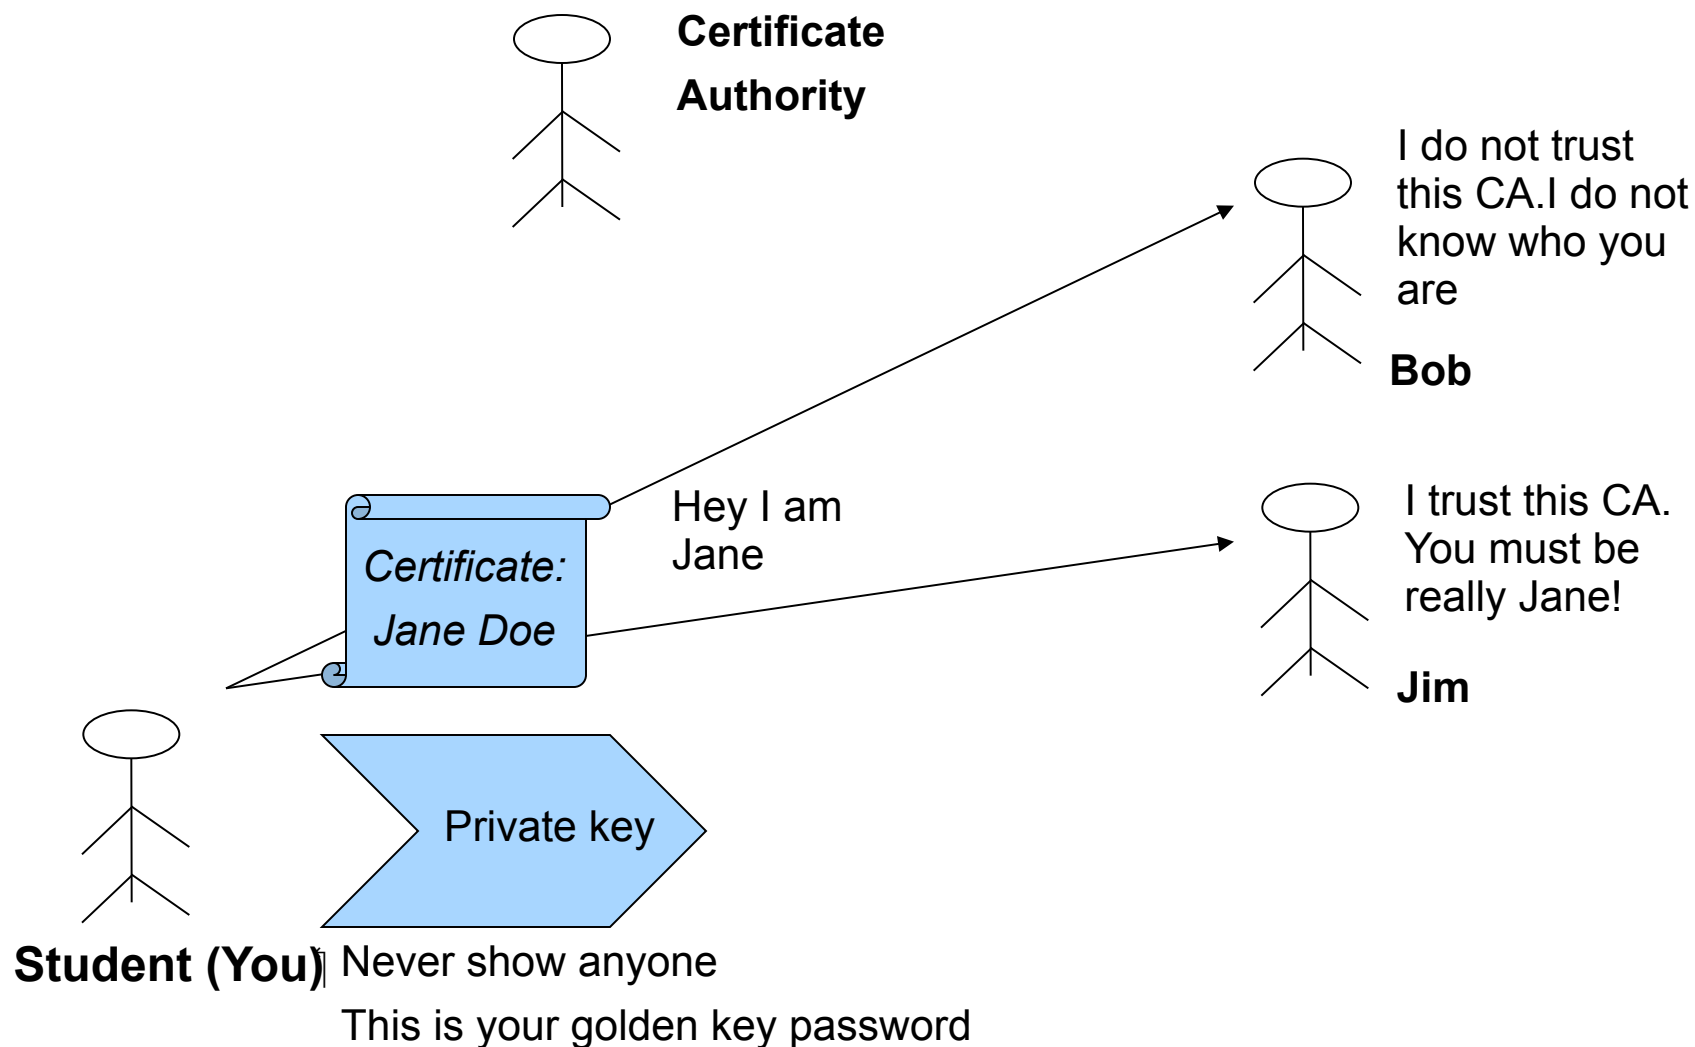 Certificate
Authority
I do not trust
this CA.I do not
know who you
are
Bob
Hey I am
Jane
Certificate:
Jane Doe
I trust this CA.
You must be
really Jane!
Jim
Private key
Student (You)
Never show anyone
This is your golden key password